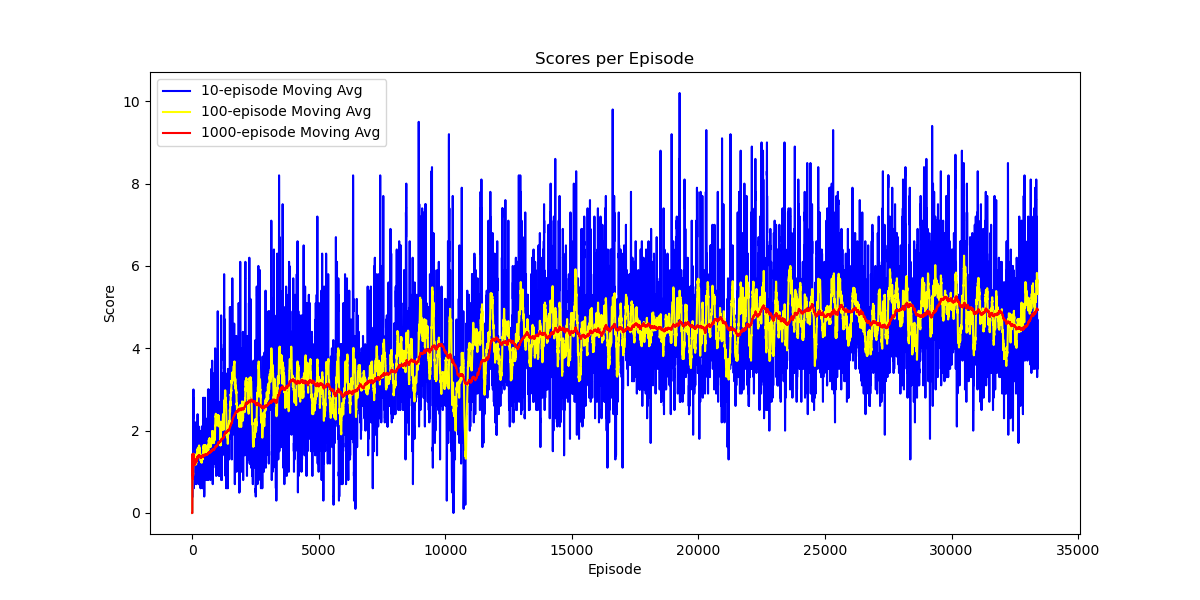 Scores per Episode
10-episode Moving Avg
100-episode Moving Avg
1000-episode Moving Avg
10
8
6
4
2
0
Score
0 5000 10000 15000 20000 25000 30000 35000
Episode